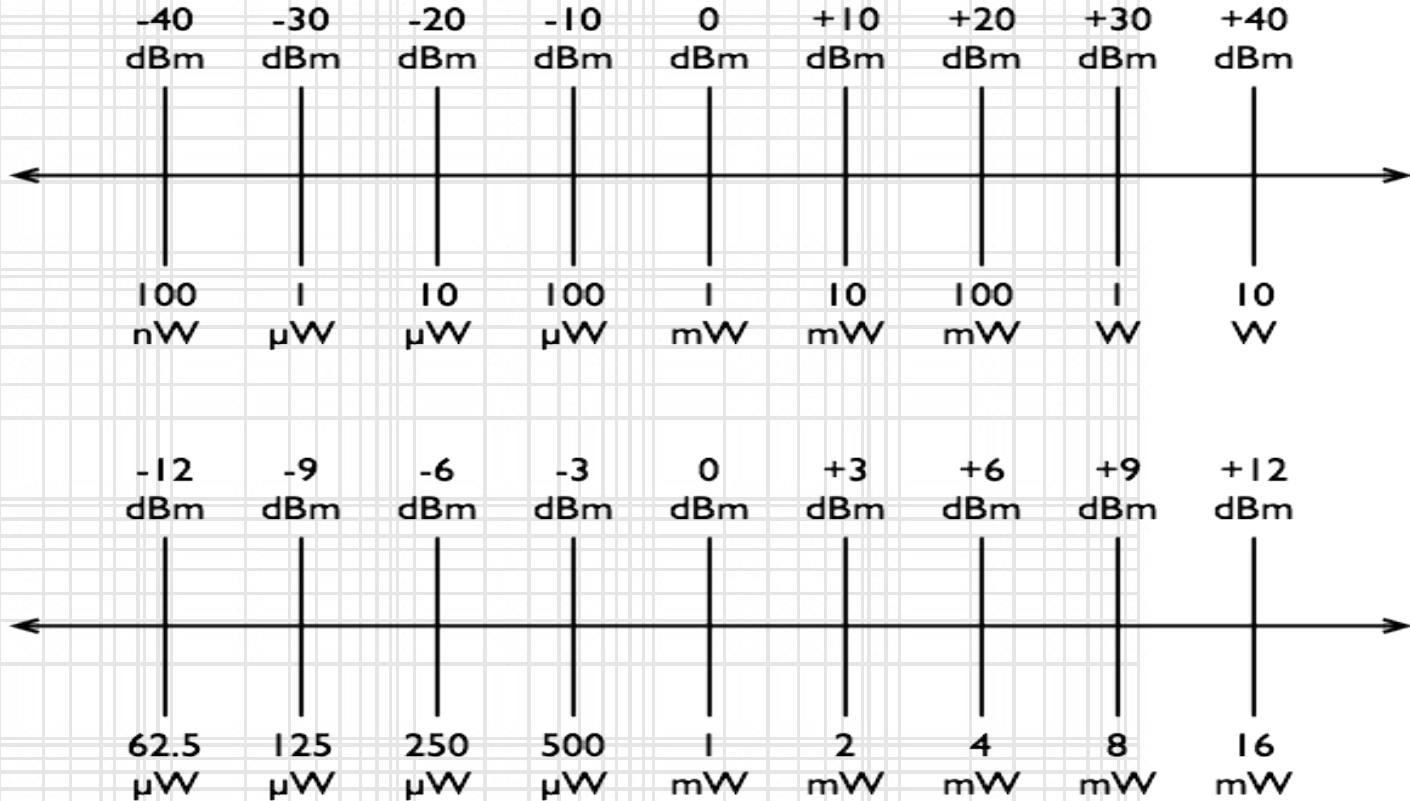 -40 -30 -20 -10 0 +10 +20 +30 +40
dBm dBm dBm dBm dBm dBm dBm dBm dBm
100 1 10 100 1 10 100 1 10
nW µW µW µW mW mW mW W W
-12 -9 -6 -3 0 +3 +6 +9 +12
dBm dBm dBm dBm dBm dBm dBm dBm dBm
62.5 125 250 500 1 2 4 8 16
µW µW µW µW mW mW mW mW mW